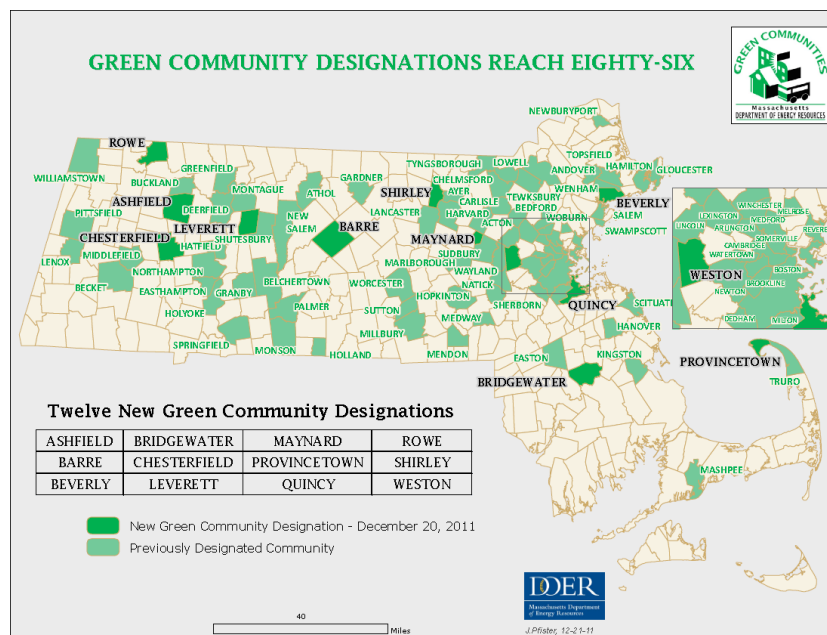 GREEN COMMUNITY DESIGNATIONS REACH EIGHTY-SIX
GREEN COMMUNITIES
Massachusetts
DEPARTMENT OF ENERGY RESOURCES
NEWBURYPORT
ROWE
WILLIAMSTOWN
BUCKLAND
GREENFIELD
MONTAGUE
ATHOL
GARDNER
TYNGSBOROUGH
LOWELL
TOPSFIELD
ANDOVER
HAMILTON
GLOUCESTER
CHELMSFORD
AYER
TEWKSBURY
WENHAM
SHIRLEY
CARLISLE
BEDFORD
BEVERLY
ASHFIELD
DEERFIELD
PITTSFIELD
LEVERETT
NEW
SALEM
BARRE
LANCASTER
HARVARD
ACTON
WOBURN
SALEM
SWAMPSCOTT
CHESTERFIELD
HATFIELD
SHUTESBURY
MAYNARD
SUDBURY
LENOX
MIDDLEFIELD
MARLBOROUGH
WAYLAND
NORTHAMPTON
BECKET
EASTHAMPTON
GRANBY
BELCHERTOWN
WORCESTER
NATICK
HOPKINTON
SHERBORN
QUINCY
SCITUAT
HOLYOKE
PALMER
SUTTON
MEDWAY
HANOVER
SPRINGFIELD
MONSON
HOLLAND
MILLBURY
MENDON
EASTON
KINGSTON
BRIDGEWATER
WINCHESTER
MELROSE
LEXINGTON
MEDFORD
LINCOLN
ARLINGTON
REVERE
SOMERVILLE
CAMBRIDGE
WATERTOWN
BOSTON
WESTON
BROOKLINE
NEWTON
DEDHAM
MILTON
PROVINCETOWN
TRURO
MASHPEE
Twelve New Green Community Designations
ASHFIELD BRIDGEWATER MAYNARD ROWE
BARRE CHESTERFIELD PROVINCETOWN SHIRLEY
BEVERLY LEVERETT QUINCY WESTON
New Green Community Designation - December 20, 2011
Previously Designated Community
DOER
Massachusetts Department
of Energy Resources
40
Miles
J.Pfister, 12-21-11